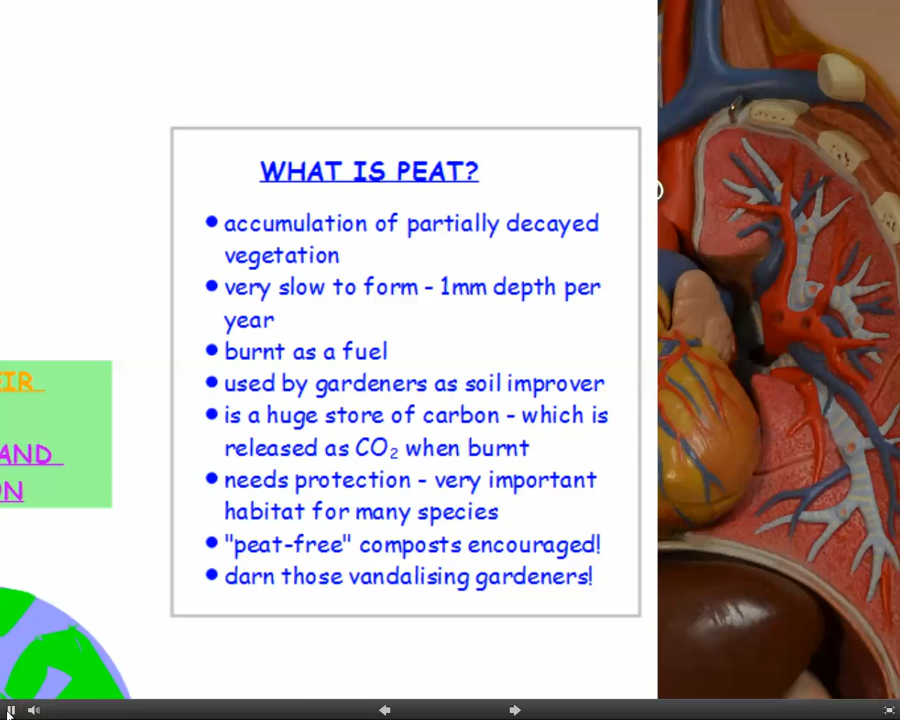 WHAT IS PEAT?
accumulation of partially decayed
vegetation
very slow to form - 1mm depth per
year
burnt as a fuel
used by gardeners as soil improver
is a huge store of carbon - which is
released as CO₂ when burnt
needs protection - very important
habitat for many species
"peat-free" composts encouraged!
darn those vandalising gardeners!
AND